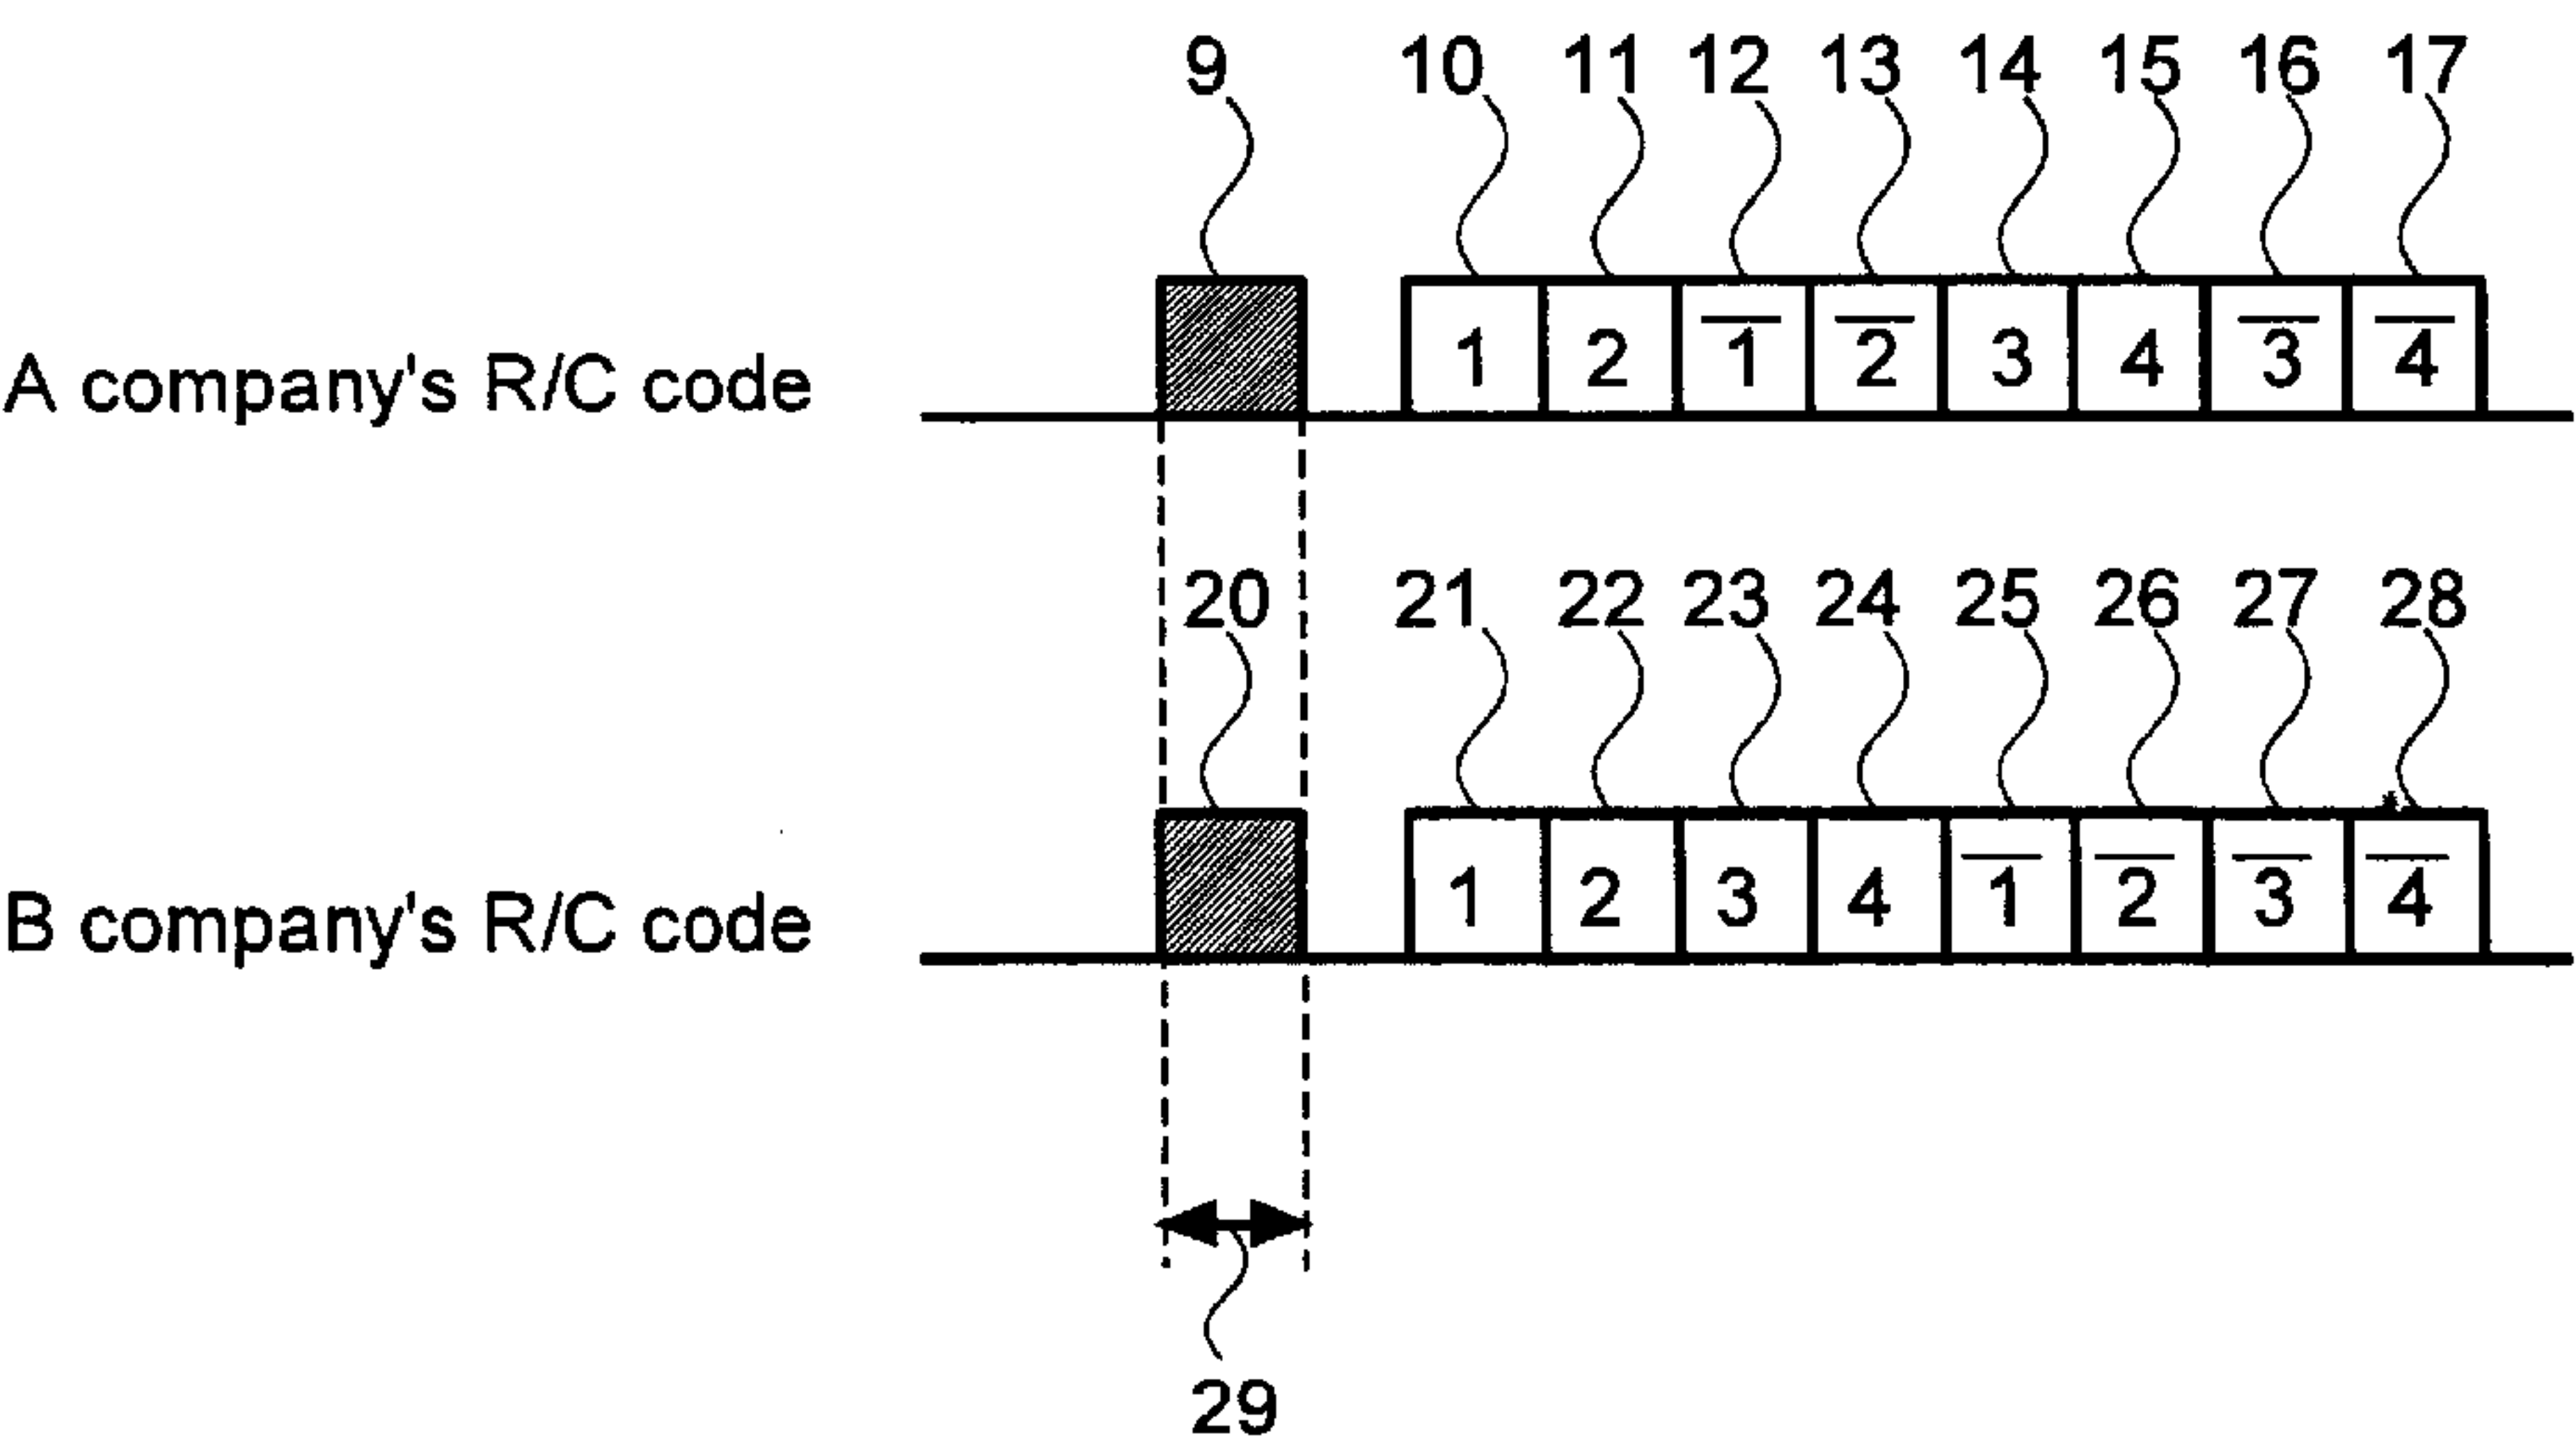 9 10 11 12 13 14 15 16 17
A company's R/C code 1 2 1̅ 2̅ 3 4 3̅ 4̅
20 21 22 23 24 25 26 27 28
B company's R/C code 1 2 3 4 1̅ 2̅ 3̅ 4̅
29